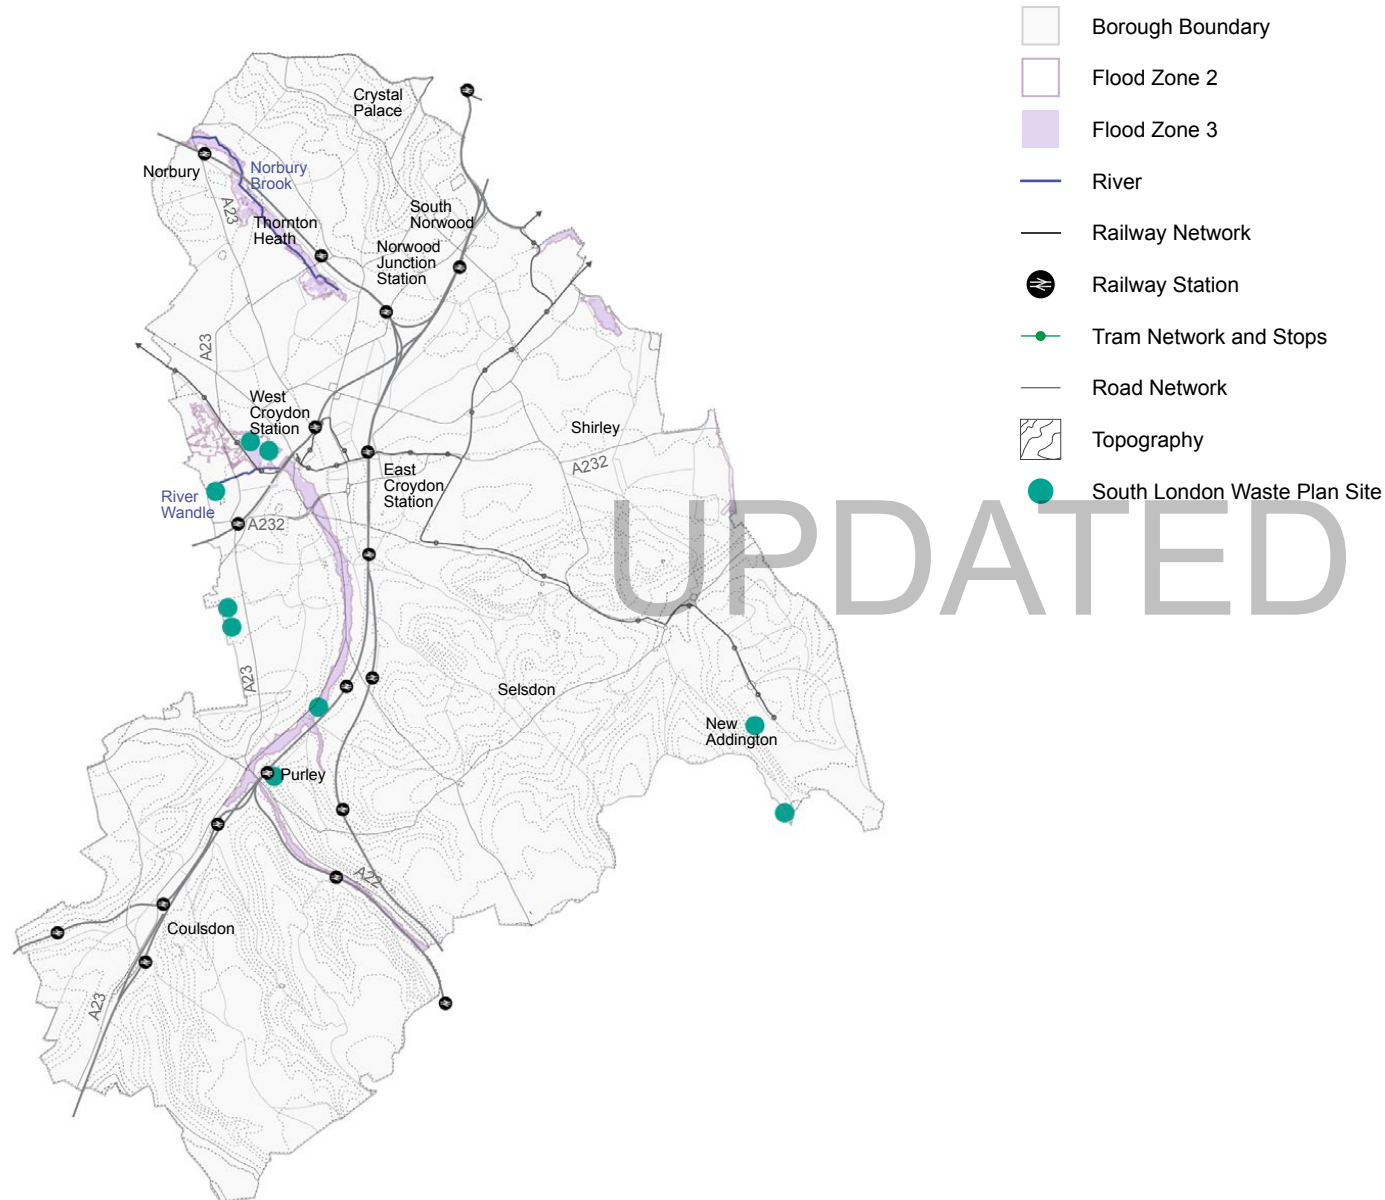 Borough Boundary
Flood Zone 2
Flood Zone 3
River
Railway Network
Railway Station
Tram Network and Stops
Road Network
Topography
South London Waste Plan Site
UPDATED
Crystal
Palace
Norbury
Norbury
Brook
A23
Thornton
Heath
South
Norwood
Norwood
Junction
Station
A23
West
Croydon
Station
Shirley
A232
East
Croydon
Station
River
Wandle
A232
A23
Selsdon
New
Addington
Purley
A22
Coulsdon
A23